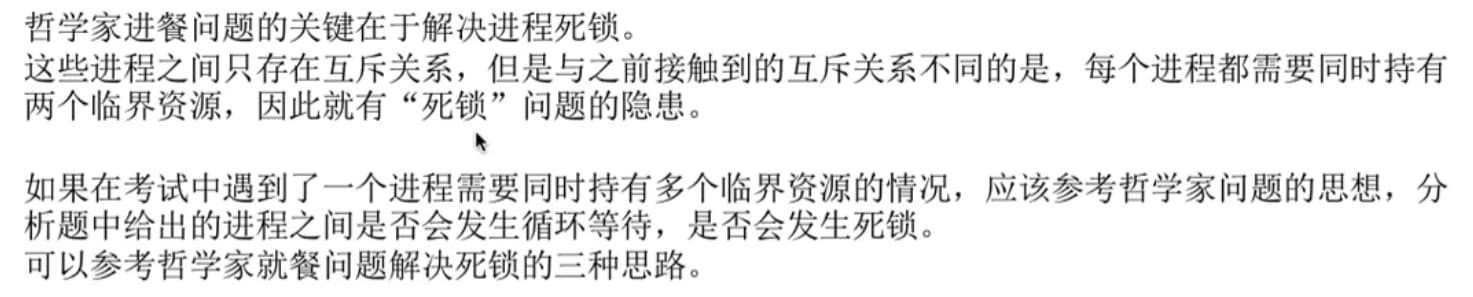 哲学家进餐问题的关键在于解决进程死锁。
这些进程之间只存在互斥关系，但是与之前接触到的互斥关系不同的是，每个进程都需要同时持有
两个临界资源，因此就有“死锁”问题的隐患。
如果在考试中遇到了一个进程需要同时持有多个临界资源的情况，应该参考哲学家问题的思想，分
析题中给出的进程之间是否会发生循环等待，是否会发生死锁。
可以参考哲学家就餐问题解决死锁的三种思路。